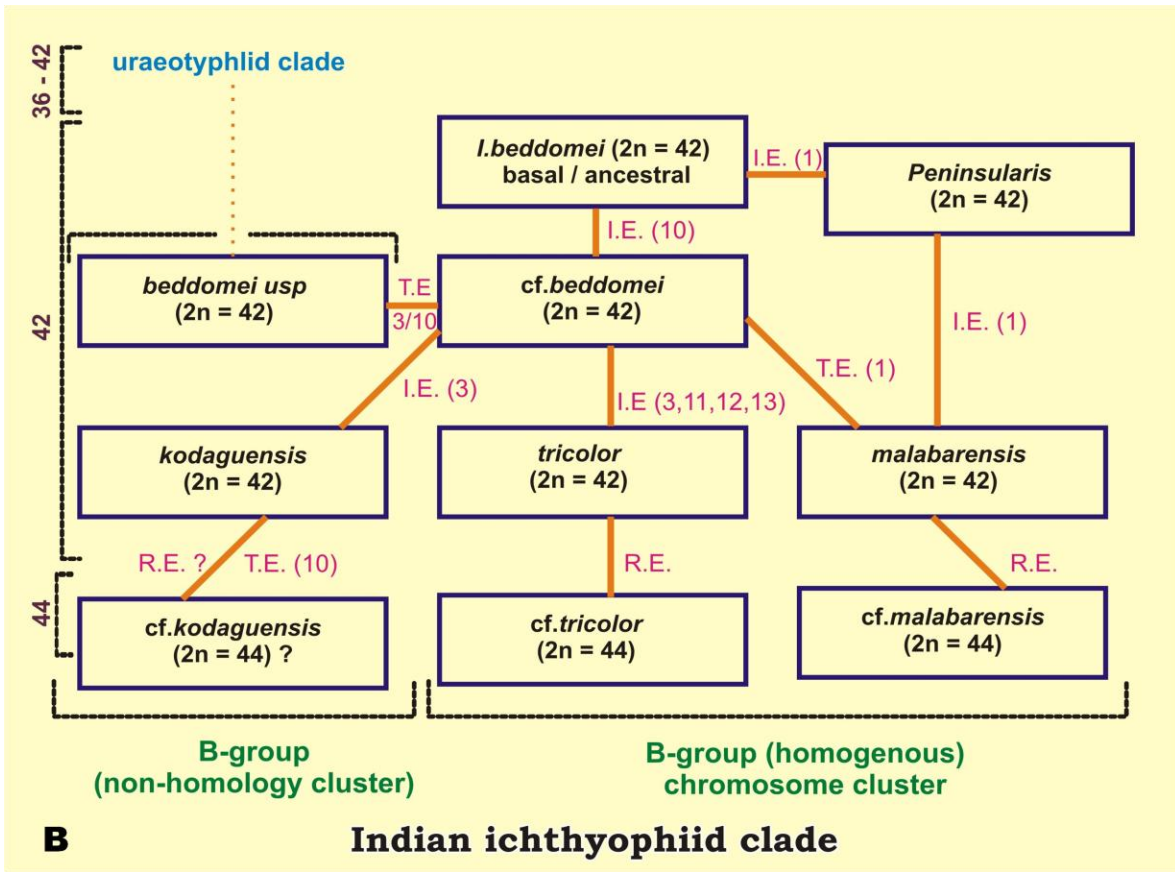 36 - 42
uraeotyphlid clade
I.beddomei (2n = 42)
basal / ancestral
I.E. (1)
Peninsularis
(2n = 42)
I.E. (10)
42
beddomei usp
(2n = 42)
T.E
3/10
cf.beddomei
(2n = 42)
I.E. (1)
I.E. (3)
I.E (3,11,12,13)
T.E. (1)
kodaguensis
(2n = 42)
tricolor
(2n = 42)
malabarensis
(2n = 42)
R.E. ?
T.E. (10)
R.E.
R.E.
44
cf.kodaguensis
(2n = 44) ?
cf.tricolor
(2n = 44)
cf.malabarensis
(2n = 44)
B-group
(non-homology cluster)
B-group (homogenous)
chromosome cluster
B
Indian ichthyophiid clade